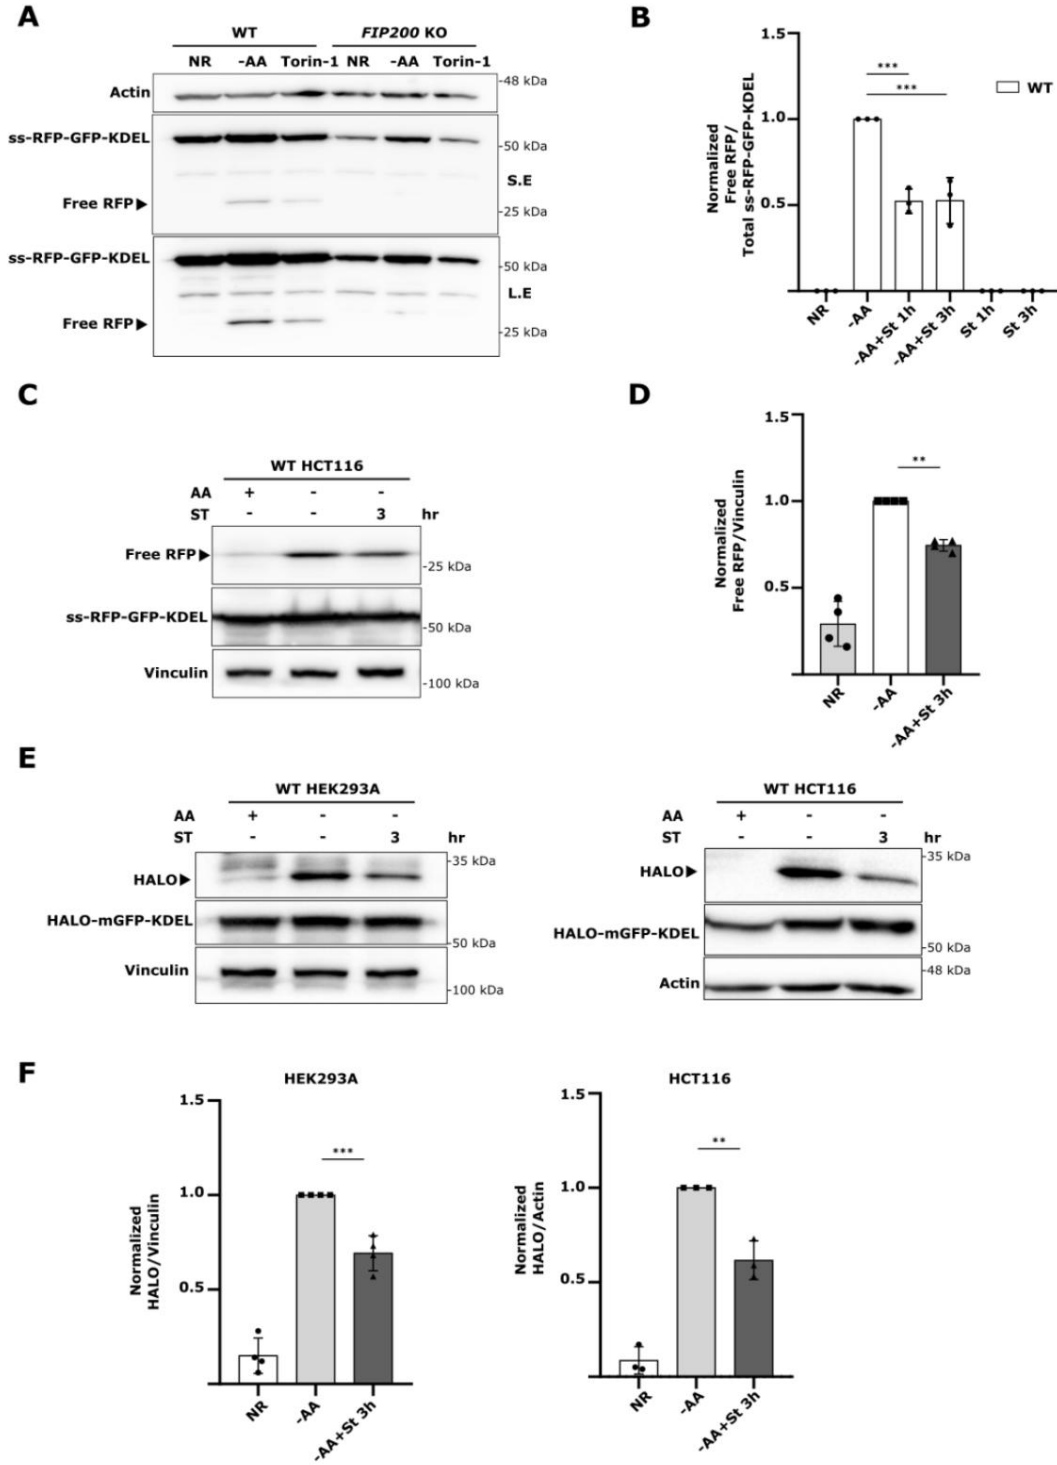 A
WT FIP200 KO
NR -AA Torin-1 NR -AA Torin-1
Actin
-48 kDa
ss-RFP-GFP-KDEL
-50 kDa
S.E
Free RFP
-25 kDa
ss-RFP-GFP-KDEL
-50 kDa
L.E
Free RFP
-25 kDa
B
1.5
1.0
0.5
Normalized
Free RFP/
Total ss-RFP-GFP-KDEL
***
***
WT
NR -AA -AA+St 1h -AA+St 3h St 1h St 3h
C
WT HCT116
AA + - -
ST - - 3 hr
Free RFP
-25 kDa
ss-RFP-GFP-KDEL
-50 kDa
Vinculin
-100 kDa
D
1.5
1.0
0.5
Normalized
Free RFP/Vinculin
**
NR -AA -AA+St 3h
E
WT HEK293A
AA + - -
ST - - 3 hr
-35 kDa
HALO
HALO-mGFP-KDEL
-50 kDa
Vinculin
-100 kDa
WT HCT116
AA + - -
ST - - 3 hr
-35 kDa
HALO
HALO-mGFP-KDEL
-50 kDa
-48 kDa
Actin
F
HEK293A
1.5
1.0
0.5
Normalized
HALO/Vinculin
***
NR -AA -AA+St 3h
HCT116
1.5
1.0
0.5
Normalized
HALO/Actin
**
NR -AA -AA+St 3h